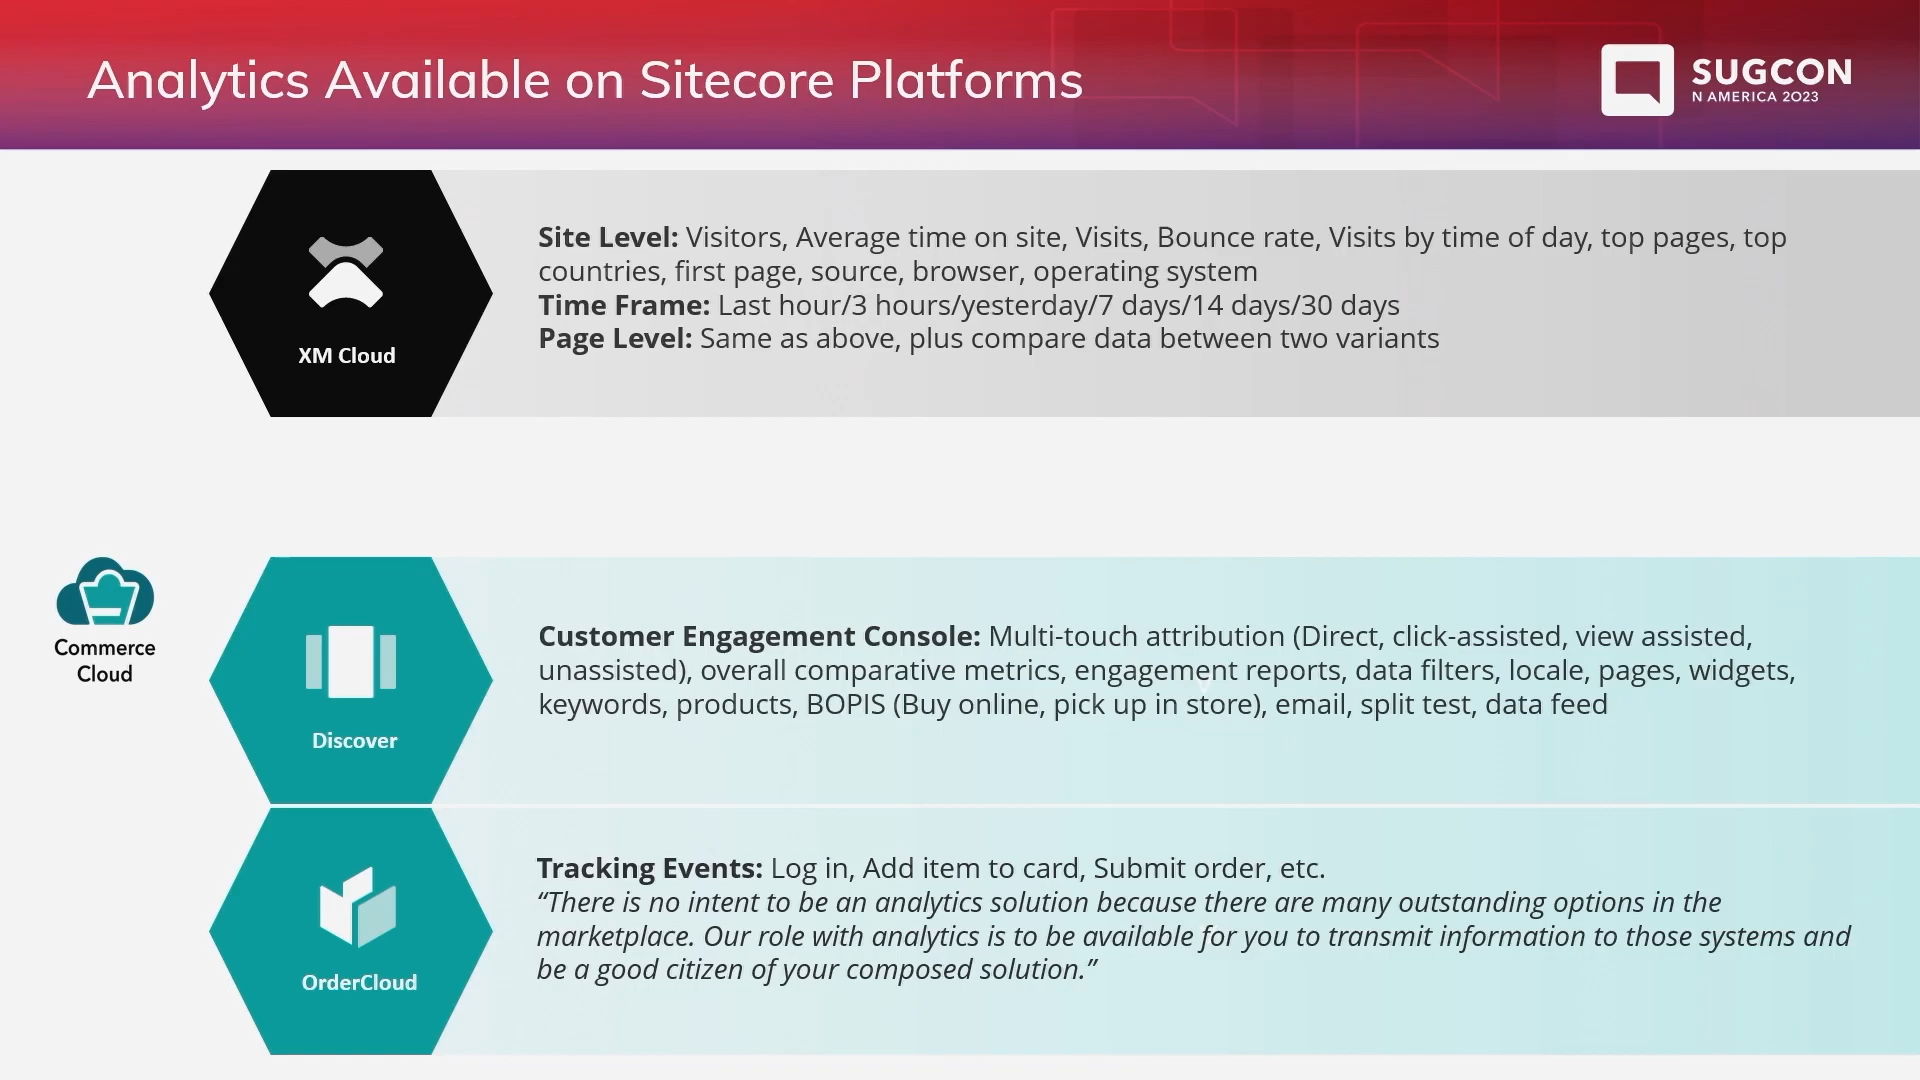 Analytics Available on Sitecore Platforms
SUGCON
N AMERICA 2023
XM Cloud
Site Level: Visitors, Average time on site, Visits, Bounce rate, Visits by time of day, top pages, top
countries, first page, source, browser, operating system
Time Frame: Last hour/3 hours/yesterday/7 days/14 days/30 days
Page Level: Same as above, plus compare data between two variants
Commerce
Cloud
Discover
Customer Engagement Console: Multi-touch attribution (Direct, click-assisted, view assisted,
unassisted), overall comparative metrics, engagement reports, data filters, locale, pages, widgets,
keywords, products, BOPIS (Buy online, pick up in store), email, split test, data feed
OrderCloud
Tracking Events: Log in, Add item to card, Submit order, etc.
“There is no intent to be an analytics solution because there are many outstanding options in the
marketplace. Our role with analytics is to be available for you to transmit information to those systems and
be a good citizen of your composed solution.”